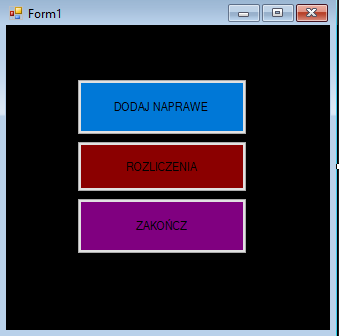 Form1
DODAJ NAPRAWE
ROZLICZENIA
ZAKOŃCZ